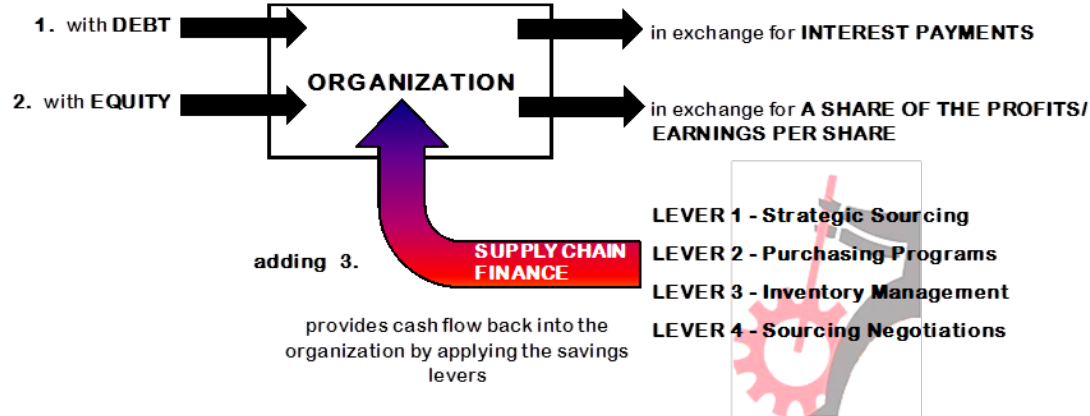 1. with DEBT
in exchange for INTEREST PAYMENTS
ORGANIZATION
2. with EQUITY
in exchange for A SHARE OF THE PROFITS/
EARNINGS PER SHARE
LEVER 1 - Strategic Sourcing
adding 3.
SUPPLY CHAIN
FINANCE
LEVER 2 - Purchasing Programs
LEVER 3 - Inventory Management
LEVER 4 - Sourcing Negotiations
provides cash flow back into the
organization by applying the savings
levers